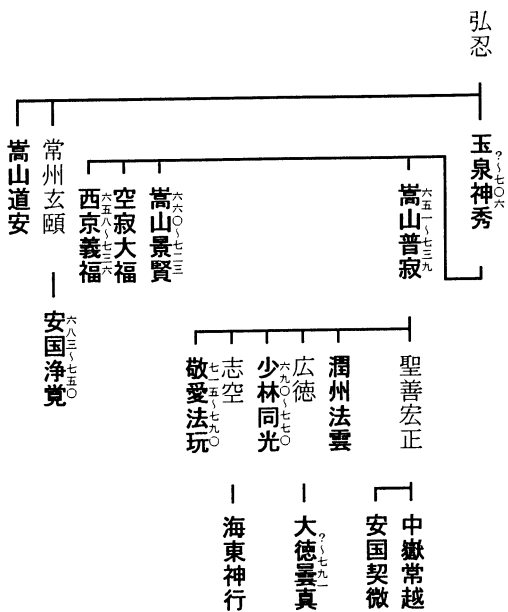 弘忍
玉泉神秀
?〜七〇六
嵩山普寂
六五一〜七三九
嵩山景賢
六六〇〜七二三
空寂大福
西京義福
六五八〜七三六
常州玄頤
嵩山道安
安国浄覚
六八三〜七五〇
聖善宏正
潤州法雲
広徳
少林同光
六九〇〜七七〇
志空
敬愛法玩
七一五〜七九〇
中嶽常越
安国契微
大徳曇真
?〜七九一
海東神行